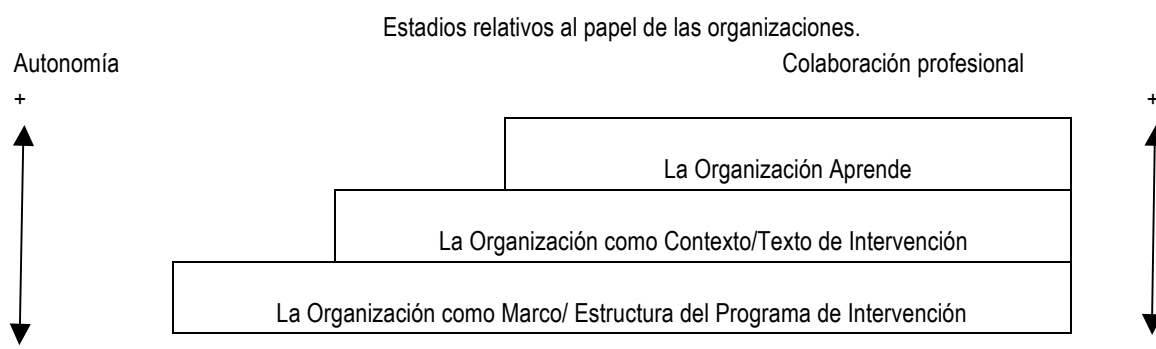 Estadios relativos al papel de las organizaciones.
Autonomía Colaboración profesional
+ +
La Organización Aprende
La Organización como Contexto/Texto de Intervención
La Organización como Marco/ Estructura del Programa de Intervención